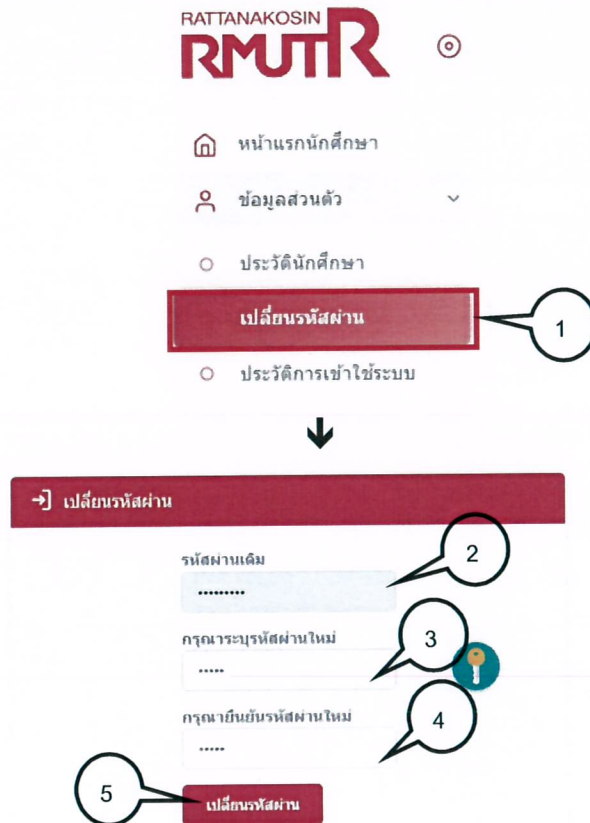 RATTANAKOSIN
RMUTR
หน้าแรกนักศึกษา
ข้อมูลส่วนตัว
ประวัตินักศึกษา
เปลี่ยนรหัสผ่าน
1
ประวัติการเข้าใช้ระบบ
เปลี่ยนรหัสผ่าน
รหัสผ่านเดิม
2
•••••••••
กรุณาระบุรหัสผ่านใหม่
3
•••••
กรุณายืนยันรหัสผ่านใหม่
4
•••••
5
เปลี่ยนรหัสผ่าน